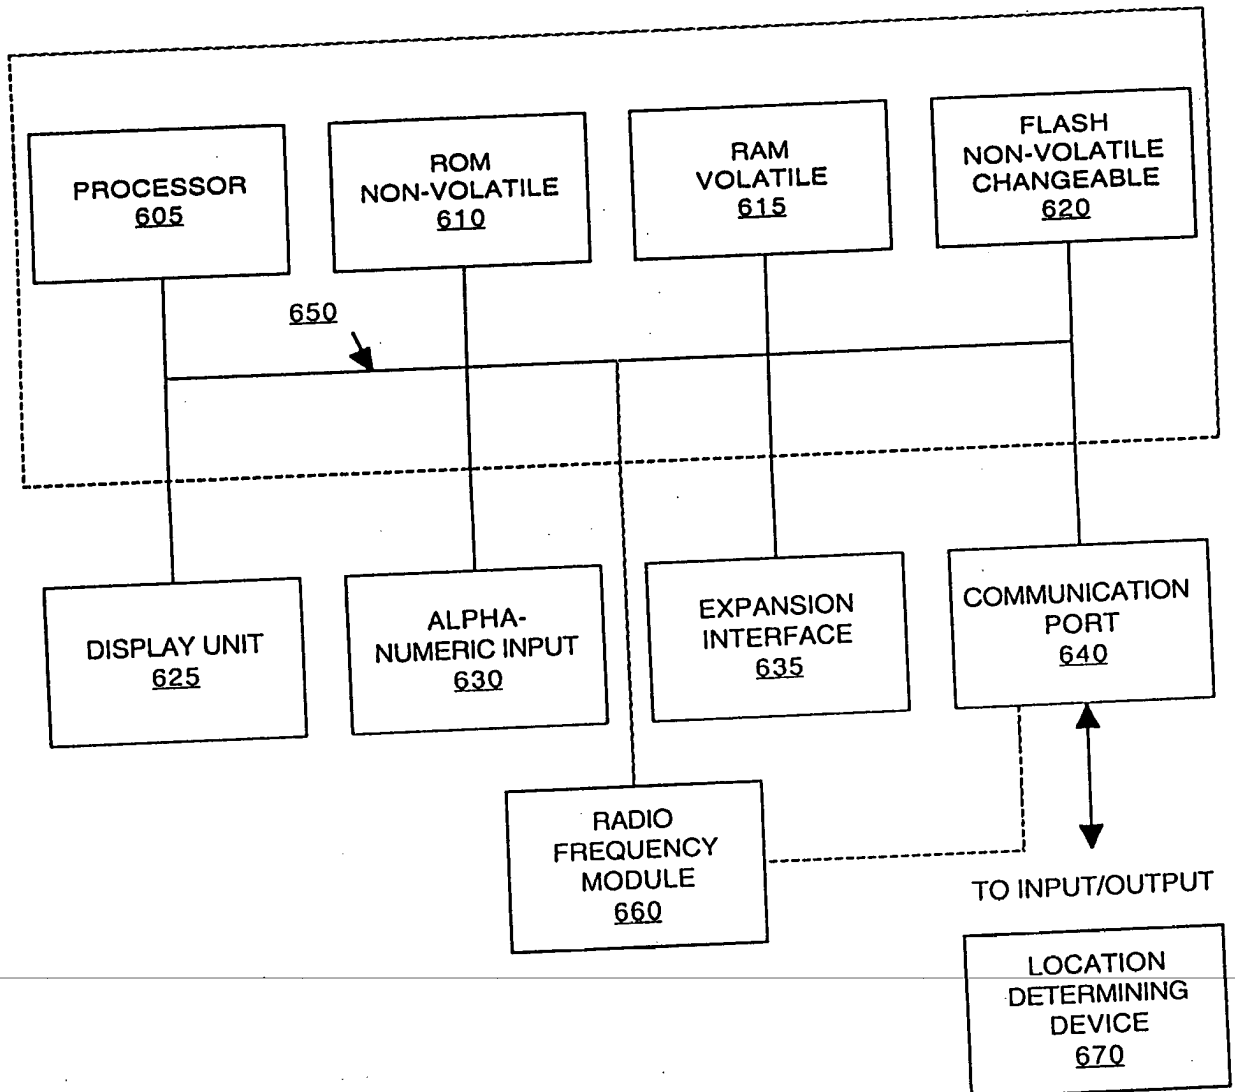 PROCESSOR
605
ROM
NON-VOLATILE
610
RAM
VOLATILE
615
FLASH
NON-VOLATILE
CHANGEABLE
620
650
DISPLAY UNIT
625
ALPHA-
NUMERIC INPUT
630
EXPANSION
INTERFACE
635
COMMUNICATION
PORT
640
RADIO
FREQUENCY
MODULE
660
TO INPUT/OUTPUT
LOCATION
DETERMINING
DEVICE
670